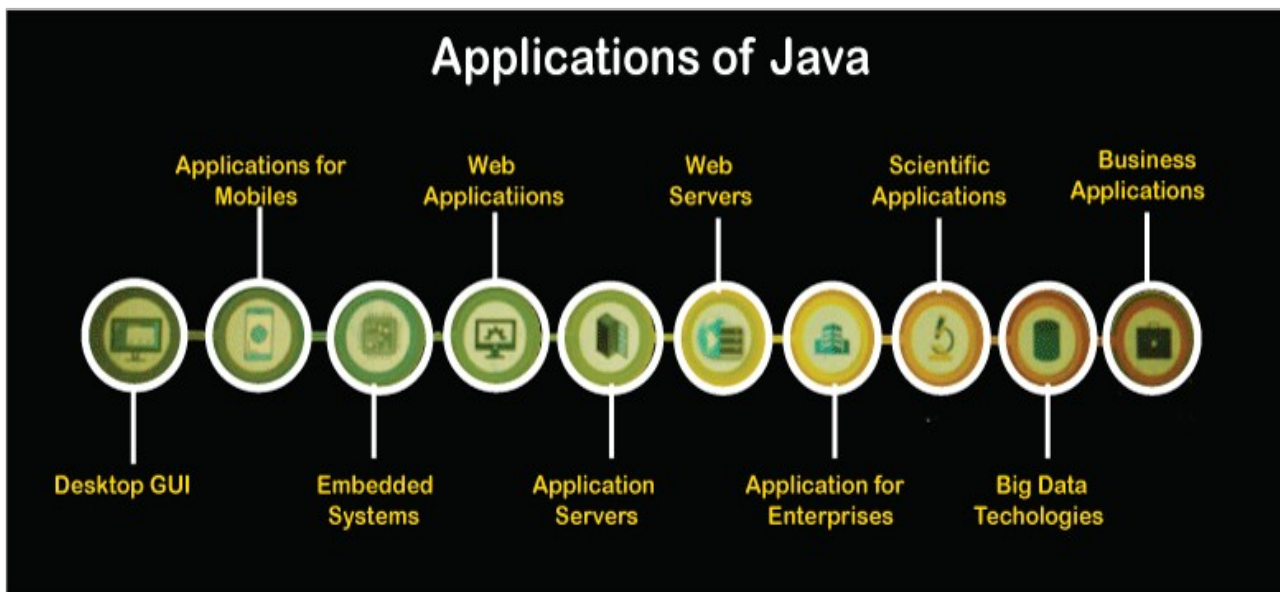 Applications of Java
Applications for
Mobiles
Web
Applicatiions
Web
Servers
Scientific
Applications
Business
Applications
Desktop GUI
Embedded
Systems
Application
Servers
Application for
Enterprises
Big Data
Techologies